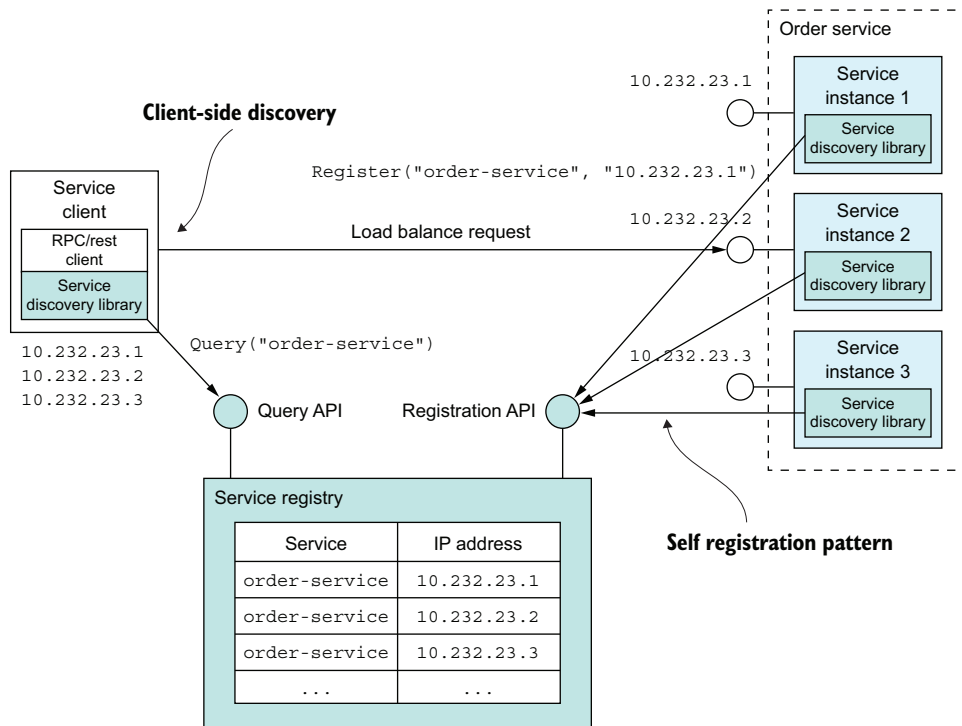 Order service
10.232.23.1
Service
instance 1
Service
discovery library
Client-side discovery
Register("order-service", "10.232.23.1")
Service
client
RPC/rest
client
Service
discovery library
Load balance request
10.232.23.2
Service
instance 2
Service
discovery library
10.232.23.1
10.232.23.2
10.232.23.3
Query("order-service")
10.232.23.3
Service
instance 3
Service
discovery library
Query API
Registration API
Self registration pattern
Service registry
Service IP address
order-service 10.232.23.1
order-service 10.232.23.2
order-service 10.232.23.3
... ...